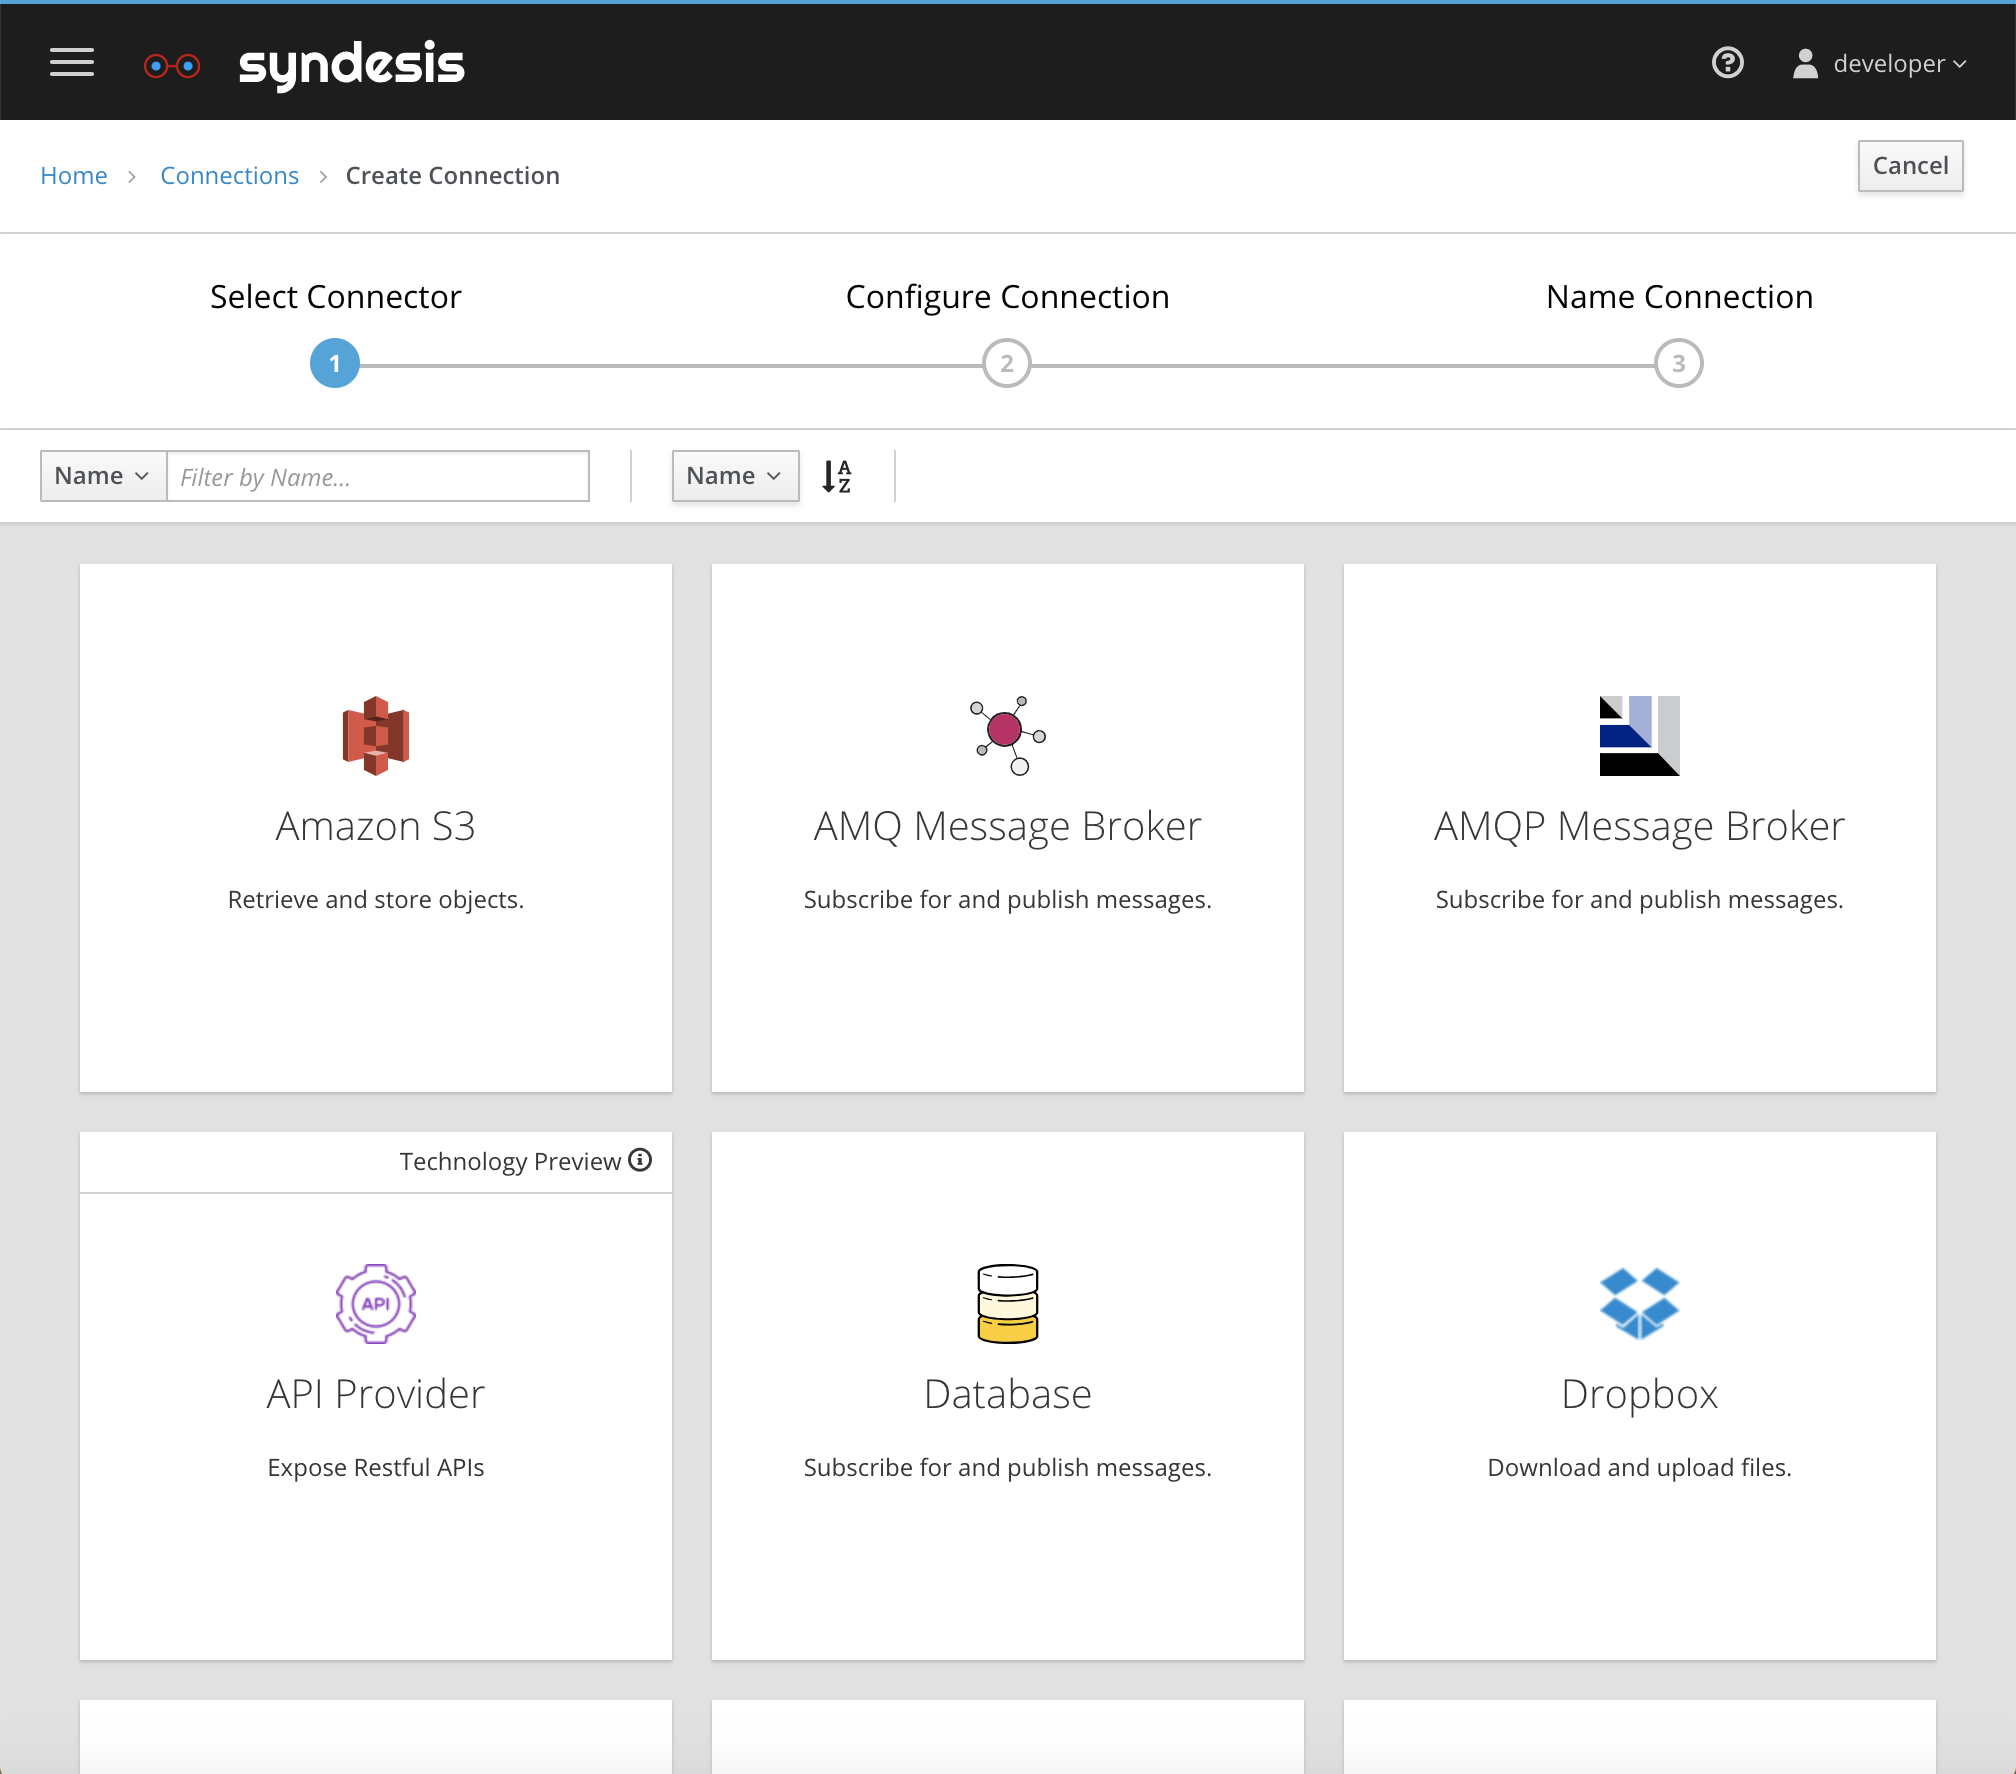 syndesis
developer
Home > Connections > Create Connection
Cancel
Select Connector
Configure Connection
Name Connection
1
2
3
Name
Filter by Name...
Name
A
Z
Amazon S3
Retrieve and store objects.
AMQ Message Broker
Subscribe for and publish messages.
AMQP Message Broker
Subscribe for and publish messages.
Technology Preview
API
API Provider
Expose Restful APIs
Database
Subscribe for and publish messages.
Dropbox
Download and upload files.